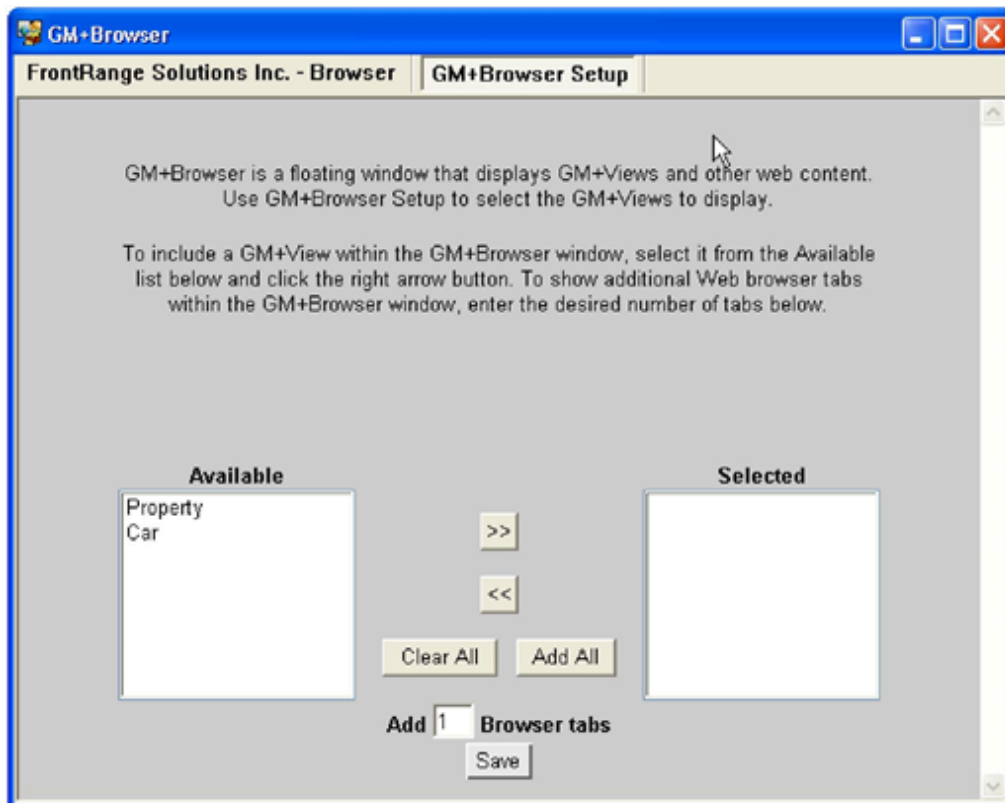 GM+Browser
FrontRange Solutions Inc. - Browser
GM+Browser Setup
GM+Browser is a floating window that displays GM+Views and other web content.
Use GM+Browser Setup to select the GM+Views to display.
To include a GM+View within the GM+Browser window, select it from the Available
list below and click the right arrow button. To show additional Web browser tabs
within the GM+Browser window, enter the desired number of tabs below.
Available
Selected
Property
Car
>>
<<
Clear All
Add All
Add 1 Browser tabs
Save